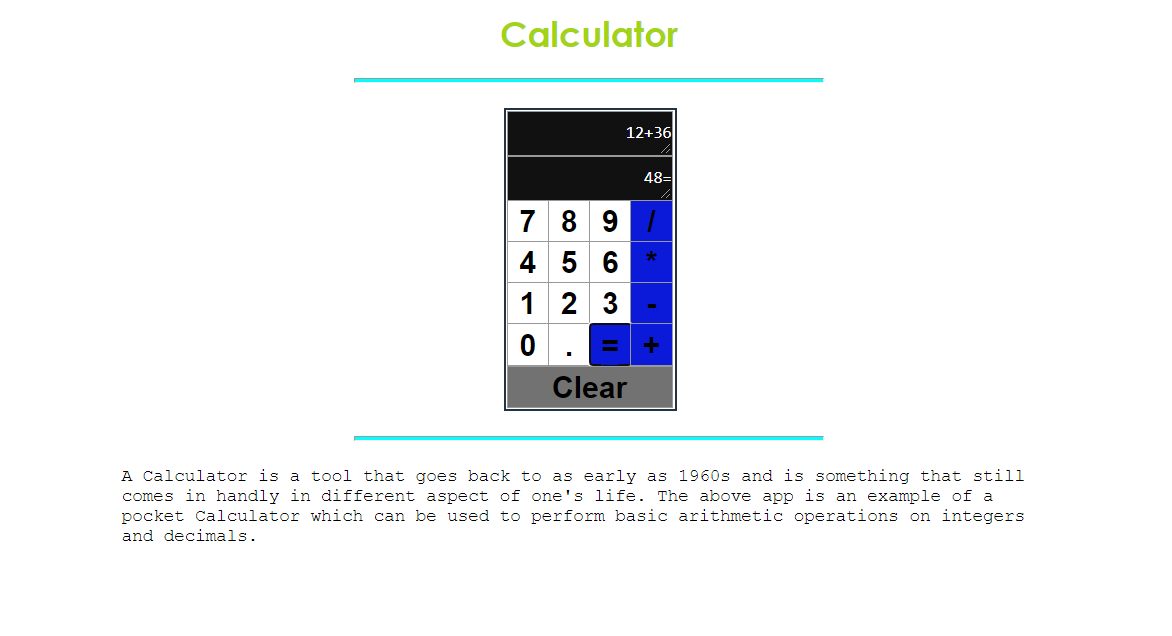 Calculator
12+36
48=
7 8 9 /
4 5 6 *
1 2 3 -
0 . = +
Clear
A Calculator is a tool that goes back to as early as 1960s and is something that still
comes in handly in different aspect of one's life. The above app is an example of a
pocket Calculator which can be used to perform basic arithmetic operations on integers
and decimals.